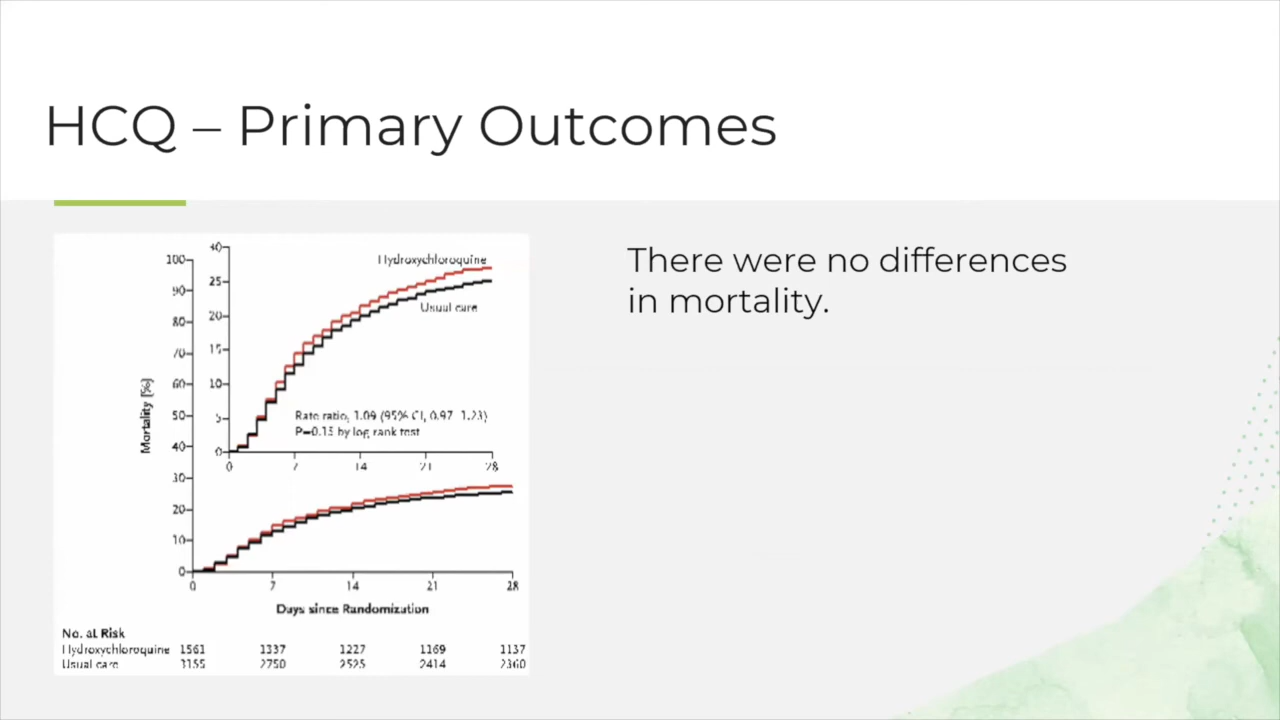 HCQ – Primary Outcomes
There were no differences
in mortality.
Mortality (%)
100
90
80
70
60
50
40
30
20
10
0
0 7 14 21 28
40
25
20
15
10
5
0
0 7 14 21 28
Hydroxychloroquine
Usual care
Rate ratio, 1.09 (95% CI, 0.97 1.23)
P=0.15 by log rank test
Days since Randomization
No. at Risk
Hydroxychloroquine 1561 1337 1227 1169 1137
Usual care 3155 2750 2525 2414 2360